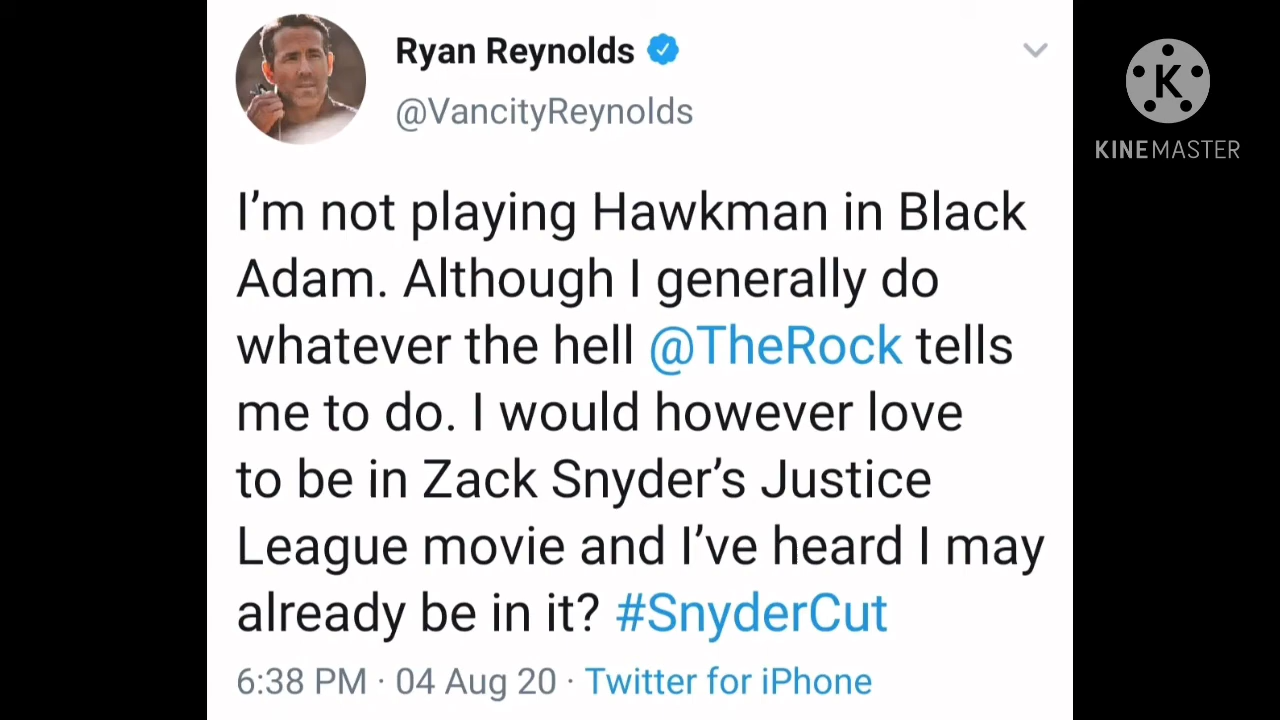 Ryan Reynolds
@VancityReynolds
K
KINEMASTER
I’m not playing Hawkman in Black
Adam. Although I generally do
whatever the hell @TheRock tells
me to do. I would however love
to be in Zack Snyder’s Justice
League movie and I’ve heard I may
already be in it? #SnyderCut
6:38 PM · 04 Aug 20 · Twitter for iPhone